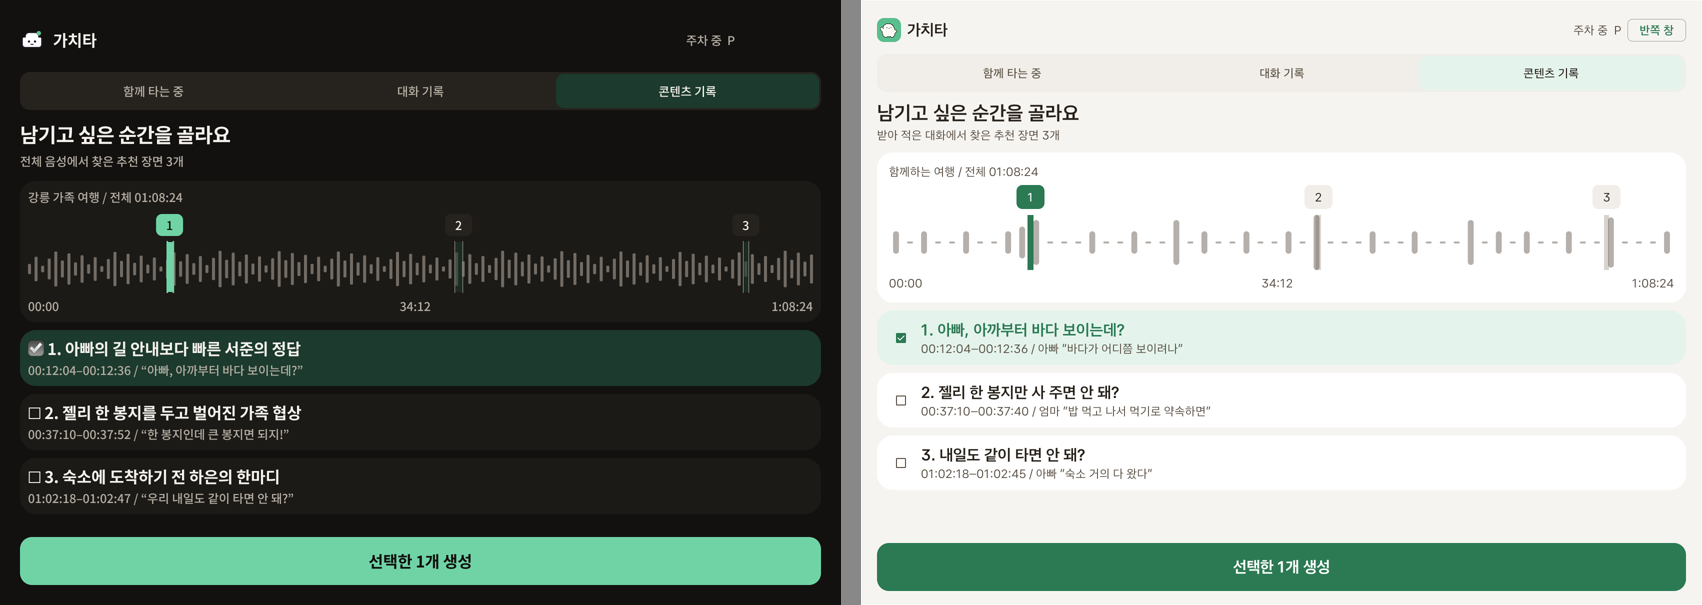 가치타
주차 중 P
함께 타는 중
대화 기록
콘텐츠 기록
남기고 싶은 순간을 골라요
전체 음성에서 찾은 추천 장면 3개
강릉 가족 여행 / 전체 01:08:24
1
2
3
00:00
34:12
1:08:24
1. 아빠의 길 안내보다 빠른 서준의 정답
00:12:04–00:12:36 / “아빠, 아까부터 바다 보이는데?”
2. 젤리 한 봉지를 두고 벌어진 가족 협상
00:37:10–00:37:52 / “한 봉지인데 큰 봉지면 되지!”
3. 숙소에 도착하기 전 하은의 한마디
01:02:18–01:02:47 / “우리 내일도 같이 타면 안 돼?”
선택한 1개 생성
가치타
주차 중 P
반쪽 창
함께 타는 중
대화 기록
콘텐츠 기록
남기고 싶은 순간을 골라요
받아 적은 대화에서 찾은 추천 장면 3개
함께하는 여행 / 전체 01:08:24
1
2
3
00:00
34:12
1:08:24
1. 아빠, 아까부터 바다 보이는데?
00:12:04–00:12:36 / 아빠 “바다가 어디쯤 보이려나”
2. 젤리 한 봉지만 사 주면 안 돼?
00:37:10–00:37:40 / 엄마 “밥 먹고 나서 먹기로 약속하면”
3. 내일도 같이 타면 안 돼?
01:02:18–01:02:45 / 아빠 “숙소 거의 다 왔다”
선택한 1개 생성